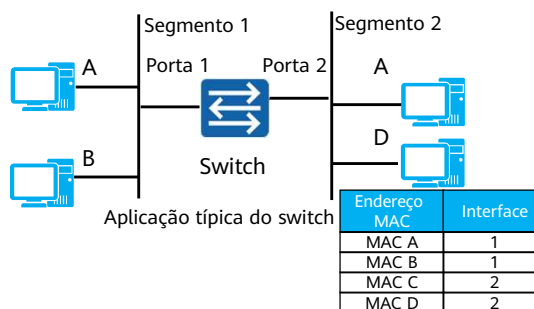 Segmento 1
Segmento 2
A
Porta 1
Porta 2
A
B
Switch
D
Aplicação típica do switch
Endereço MAC
Interface
MAC A
1
MAC B
1
MAC C
2
MAC D
2